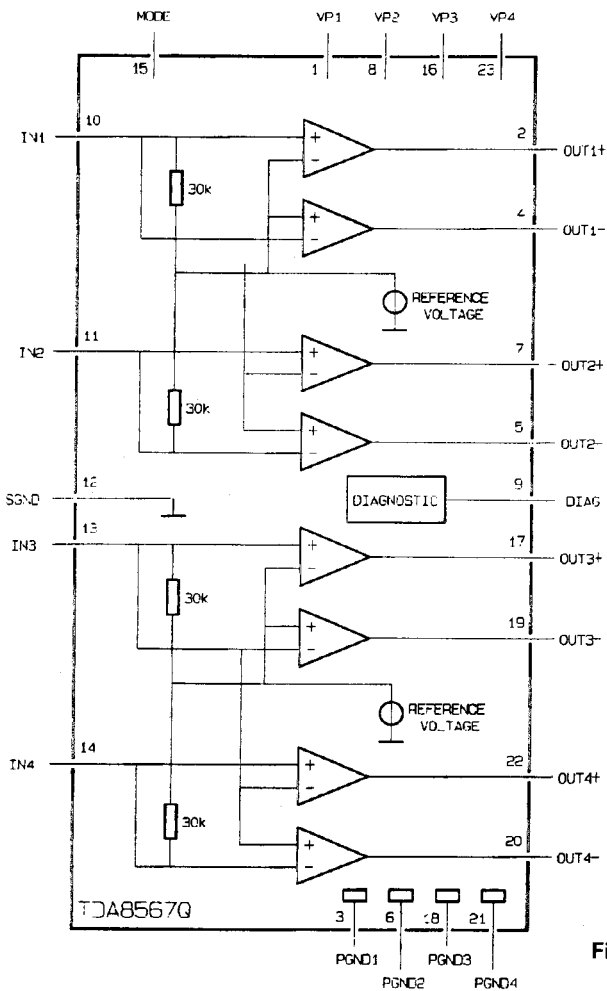 MODE
VP1
VP2
VP3
VP4
15
1
8
16
23
IN1
10
2
OUT1+
+
−
30k
4
OUT1−
+
−
REFERENCE
VOLTAGE
IN2
11
7
OUT2+
+
−
30k
5
OUT2−
+
−
SGND
12
DIAGNOSTIC
9
DIAG
IN3
13
17
OUT3+
+
−
30k
19
OUT3−
+
−
REFERENCE
VOLTAGE
IN4
14
22
OUT4+
+
−
30k
20
OUT4−
+
−
TDA8567Q
3
6
18
21
PGND1
PGND2
PGND3
PGND4
Fi